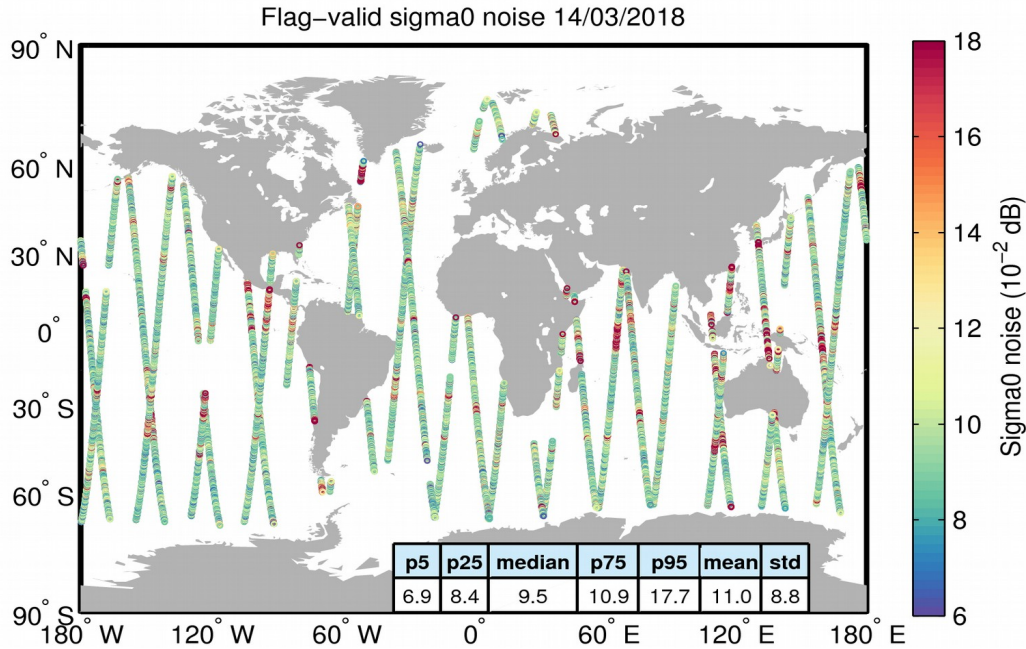 Flag−valid sigma0 noise 14/03/2018
90° N
60° N
30° N
0°
30° S
60° S
90° S
180° W 120° W 60° W 0° 60° E 120° E 180° E
p5 p25 median p75 p95 mean std
6.9 8.4 9.5 10.9 17.7 11.0 8.8
18
16
14
12
10
8
6
Sigma0 noise (10⁻² dB)